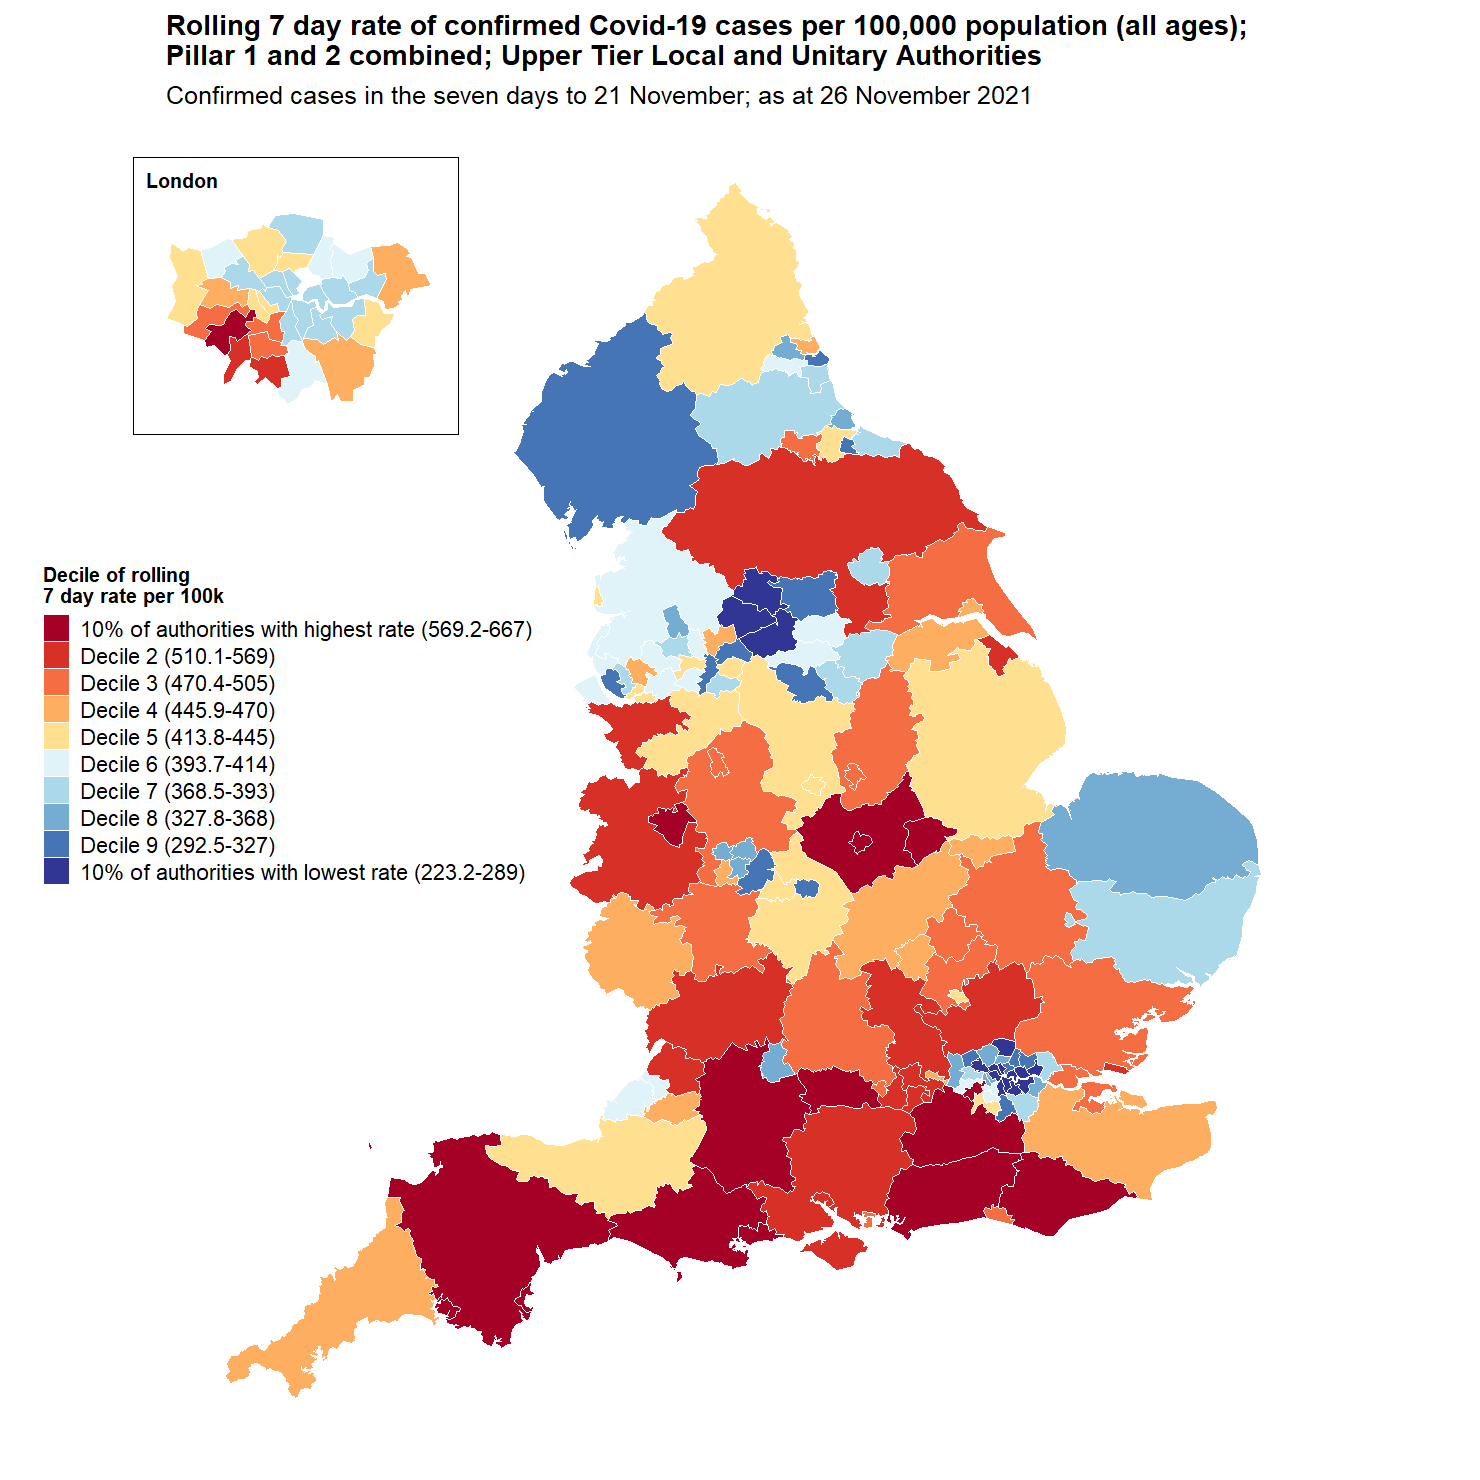 Rolling 7 day rate of confirmed Covid-19 cases per 100,000 population (all ages);
Pillar 1 and 2 combined; Upper Tier Local and Unitary Authorities
Confirmed cases in the seven days to 21 November; as at 26 November 2021
London
Decile of rolling
7 day rate per 100k
10% of authorities with highest rate (569.2-667)
Decile 2 (510.1-569)
Decile 3 (470.4-505)
Decile 4 (445.9-470)
Decile 5 (413.8-445)
Decile 6 (393.7-414)
Decile 7 (368.5-393)
Decile 8 (327.8-368)
Decile 9 (292.5-327)
10% of authorities with lowest rate (223.2-289)